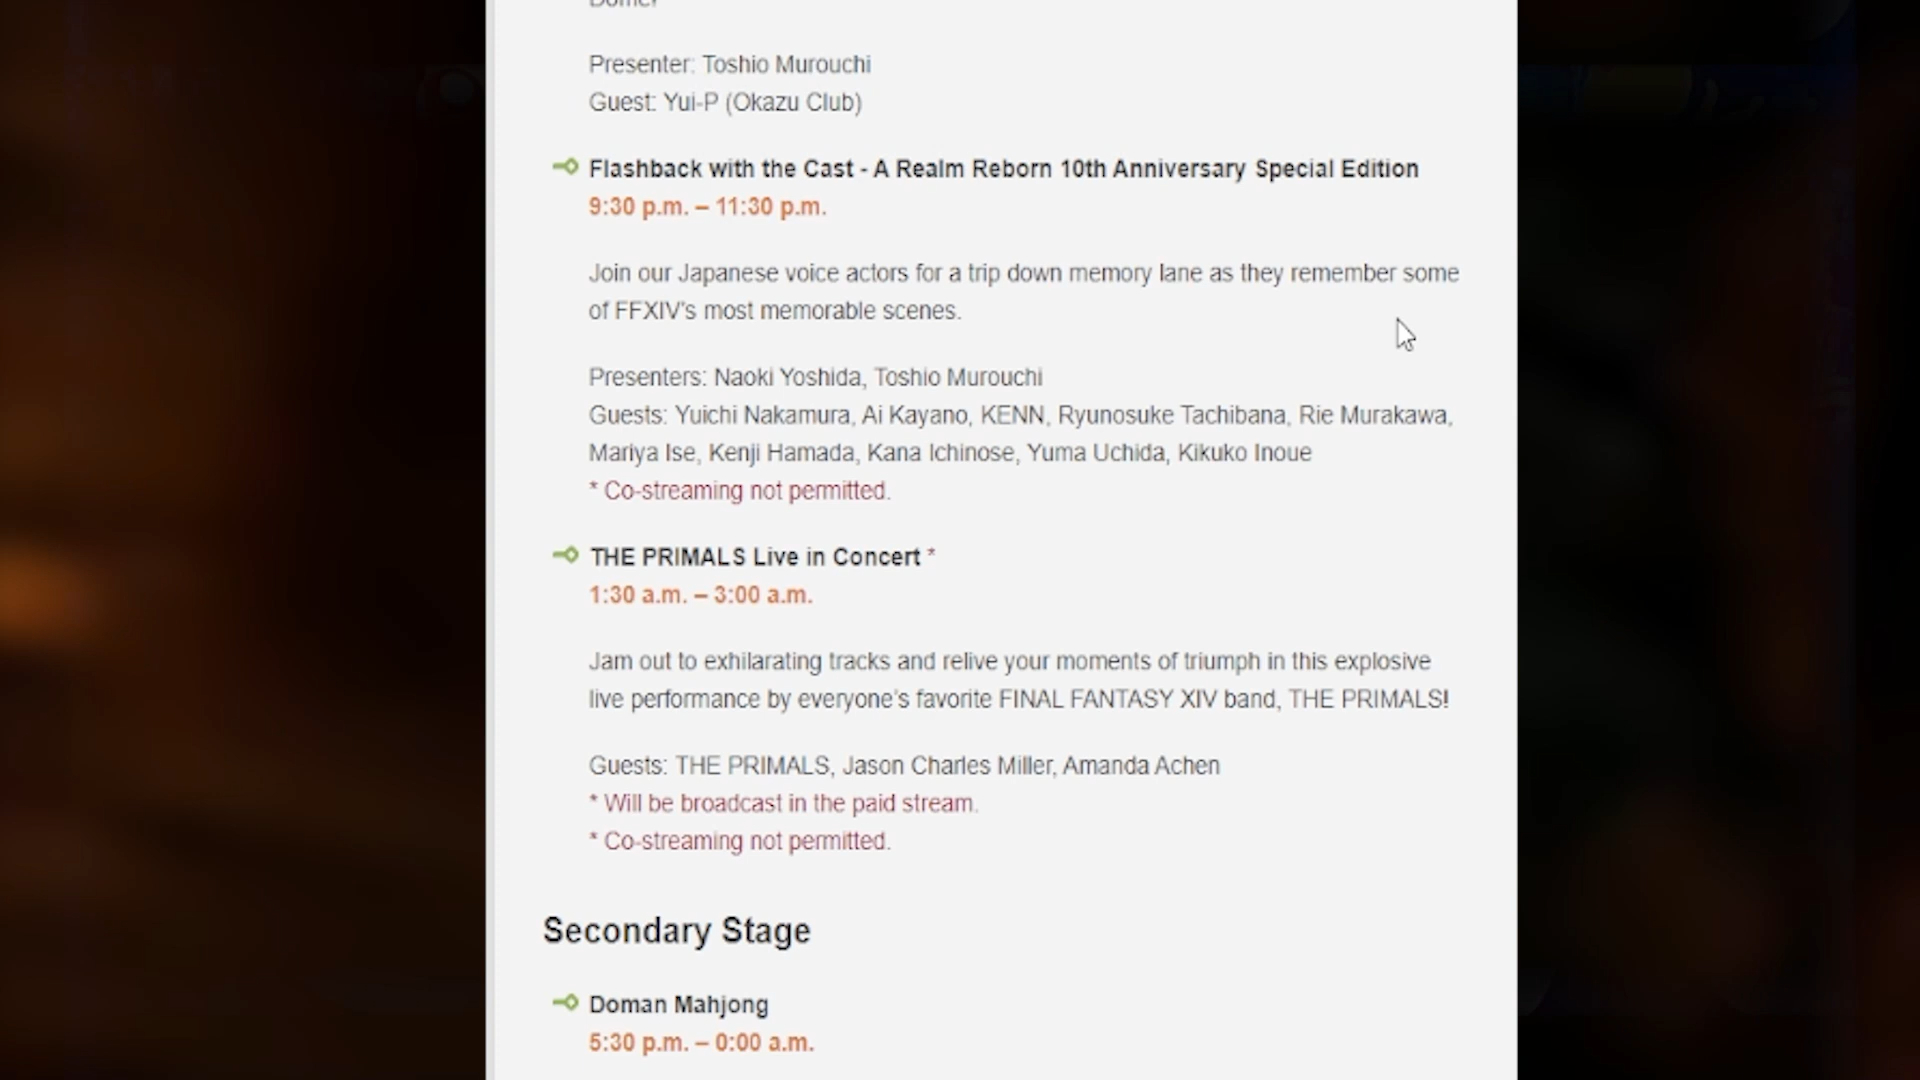 Presenter: Toshio Murouchi
Guest: Yui-P (Okazu Club)
Flashback with the Cast - A Realm Reborn 10th Anniversary Special Edition
9:30 p.m. – 11:30 p.m.
Join our Japanese voice actors for a trip down memory lane as they remember some
of FFXIV's most memorable scenes.
Presenters: Naoki Yoshida, Toshio Murouchi
Guests: Yuichi Nakamura, Ai Kayano, KENN, Ryunosuke Tachibana, Rie Murakawa,
Mariya Ise, Kenji Hamada, Kana Ichinose, Yuma Uchida, Kikuko Inoue
* Co-streaming not permitted.
THE PRIMALS Live in Concert *
1:30 a.m. – 3:00 a.m.
Jam out to exhilarating tracks and relive your moments of triumph in this explosive
live performance by everyone's favorite FINAL FANTASY XIV band, THE PRIMALS!
Guests: THE PRIMALS, Jason Charles Miller, Amanda Achen
* Will be broadcast in the paid stream.
* Co-streaming not permitted.
Secondary Stage
Doman Mahjong
5:30 p.m. – 0:00 a.m.